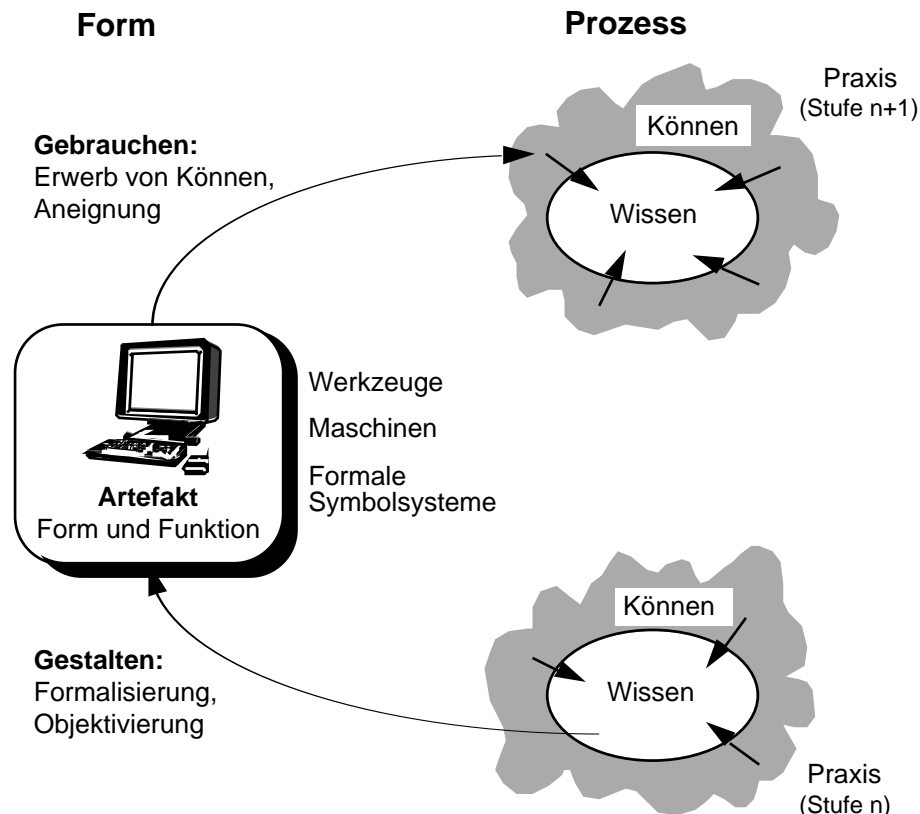 Form
Prozess
Praxis
(Stufe n+1)
Können
Wissen
Gebrauchen:
Erwerb von Können,
Aneignung
Werkzeuge
Maschinen
Formale
Symbolsysteme
Artefakt
Form und Funktion
Gestalten:
Formalisierung,
Objektivierung
Können
Wissen
Praxis
(Stufe n)